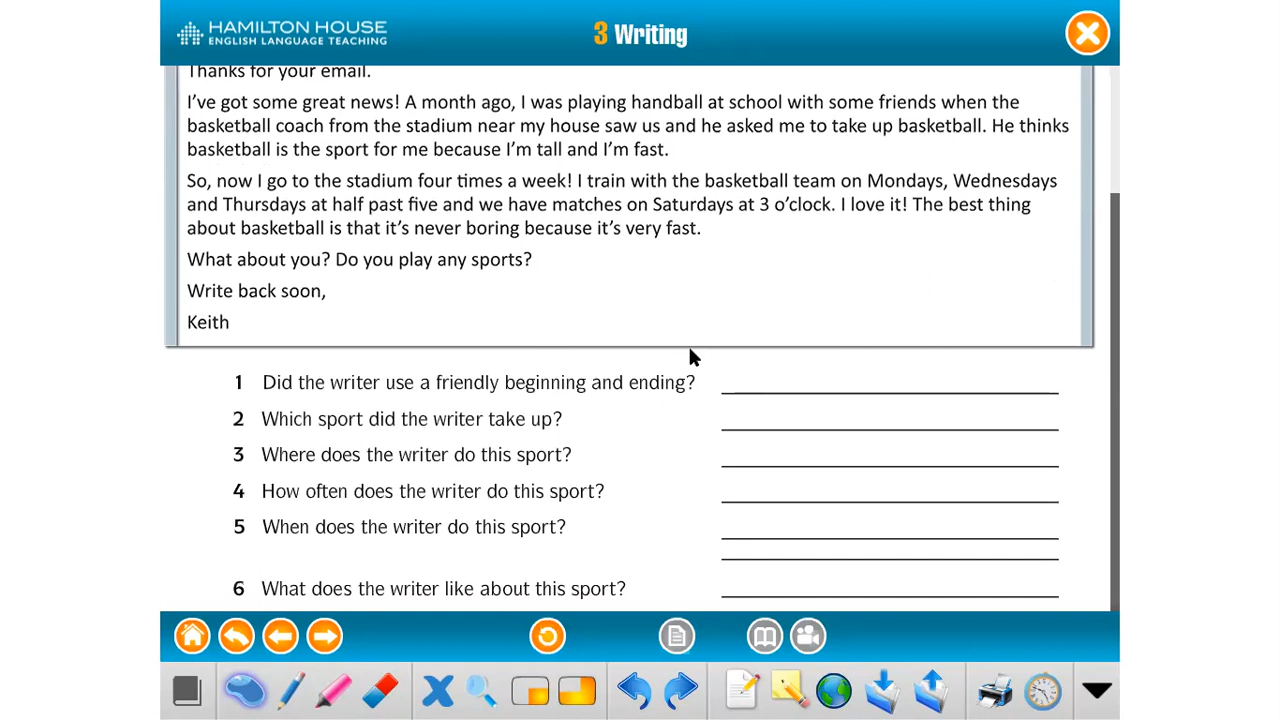 HAMILTON HOUSE
ENGLISH LANGUAGE TEACHING
3 Writing
Thanks for your email.
I've got some great news! A month ago, I was playing handball at school with some friends when the
basketball coach from the stadium near my house saw us and he asked me to take up basketball. He thinks
basketball is the sport for me because I'm tall and I'm fast.
So, now I go to the stadium four times a week! I train with the basketball team on Mondays, Wednesdays
and Thursdays at half past five and we have matches on Saturdays at 3 o'clock. I love it! The best thing
about basketball is that it's never boring because it's very fast.
What about you? Do you play any sports?
Write back soon,
Keith
1 Did the writer use a friendly beginning and ending?
2 Which sport did the writer take up?
3 Where does the writer do this sport?
4 How often does the writer do this sport?
5 When does the writer do this sport?
6 What does the writer like about this sport?